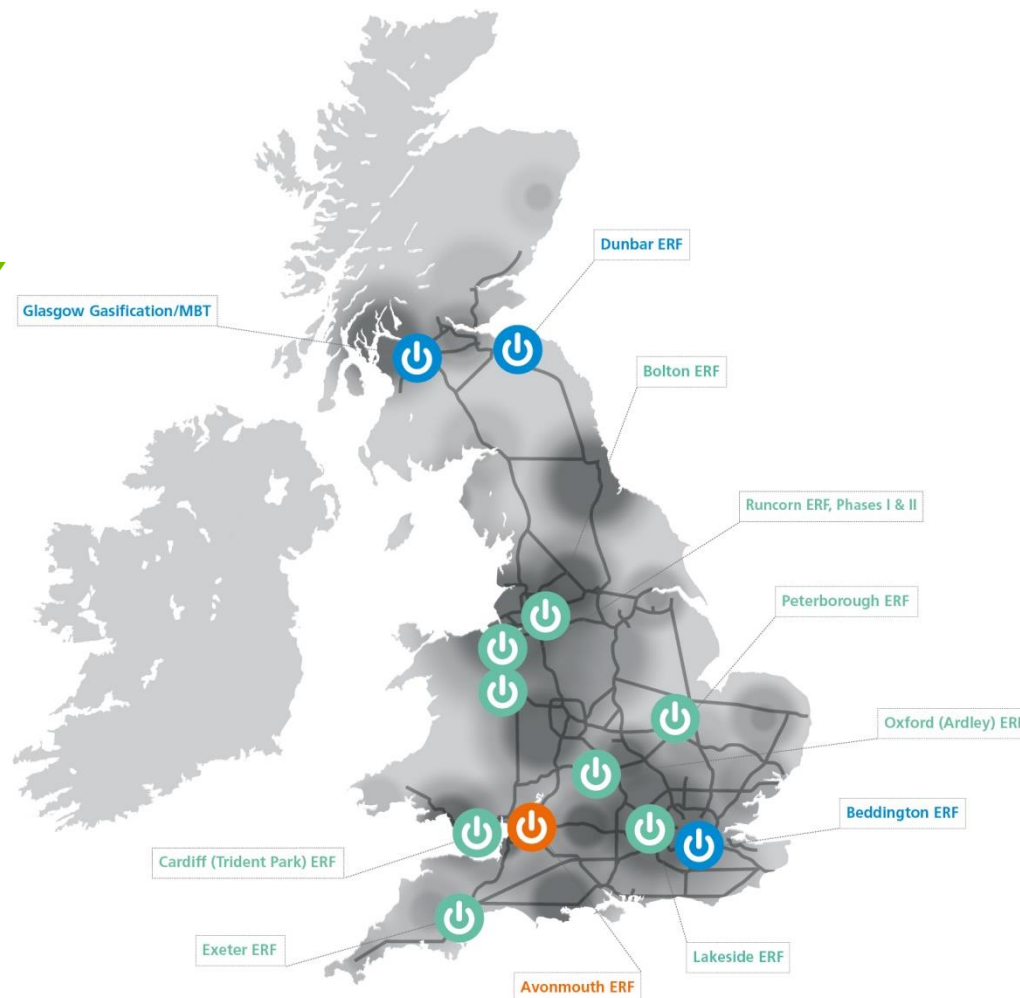 Dunbar ERF
Glasgow Gasification/MBT
Bolton ERF
Runcorn ERF, Phases I & II
Peterborough ERF
Oxford (Ardley) ERF
Beddington ERF
Cardiff (Trident Park) ERF
Exeter ERF
Lakeside ERF
Avonmouth ERF